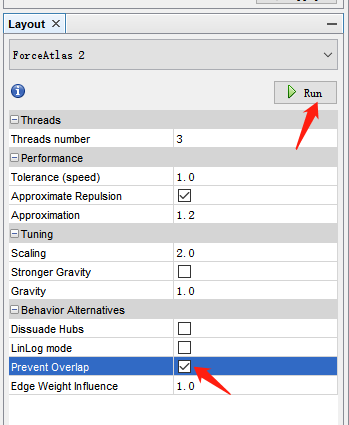 Layout
ForceAtlas 2
Run
Threads
Threads number 3
Performance
Tolerance (speed) 1.0
Approximate Repulsion
Approximation 1.2
Tuning
Scaling 2.0
Stronger Gravity
Gravity 1.0
Behavior Alternatives
Dissuade Hubs
LinLog mode
Prevent Overlap
Edge Weight Influence 1.0